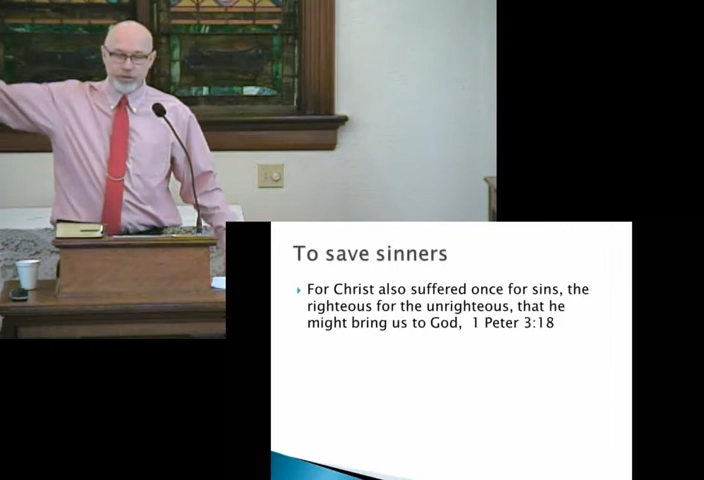 To save sinners
For Christ also suffered once for sins, the
righteous for the unrighteous, that he
might bring us to God,  1 Peter 3:18